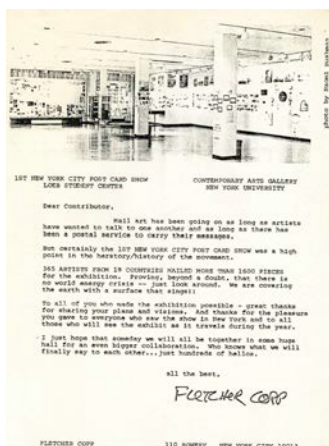 1ST NEW YORK CITY POST CARD SHOW
LOEB STUDENT CENTER
CONTEMPORARY ARTS GALLERY
NEW YORK UNIVERSITY
Dear Contributor,
Mail art has been going on as long as artists
have wanted to talk to one another and as long as there has
been a postal service to carry their messages.
But certainly the 1ST NEW YORK CITY POST CARD SHOW was a high
point in the herstory/history of the movement.
365 ARTISTS FROM 19 COUNTRIES MAILED MORE THAN 1600 PIECES
for the exhibition. Proving, beyond a doubt, that there is
no world energy crisis -- just look around. We are covering
the earth with a surface that sings!!
To all of you who made the exhibition possible - great thanks
for sharing your plans and visions. And thanks for the pleasure
you gave to everyone who saw the show in New York and to all
those who will see the exhibit as it travels during the year.
I just hope that someday we will all be together in some huge
hall for an even bigger collaboration. Who knows what we will
finally say to each other...just hundreds of hellos.
all the best,
FLETCHER COPP
FLETCHER COPP
110 BOWERY NEW YORK CITY
photo by